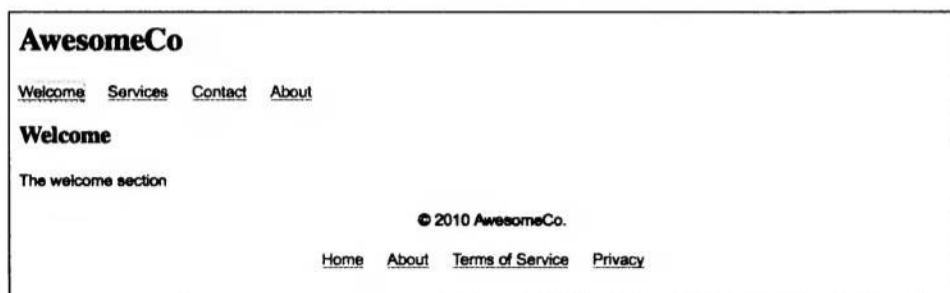 AwesomeCo
Welcome Services Contact About
Welcome
The welcome section
© 2010 AwesomeCo.
Home About Terms of Service Privacy